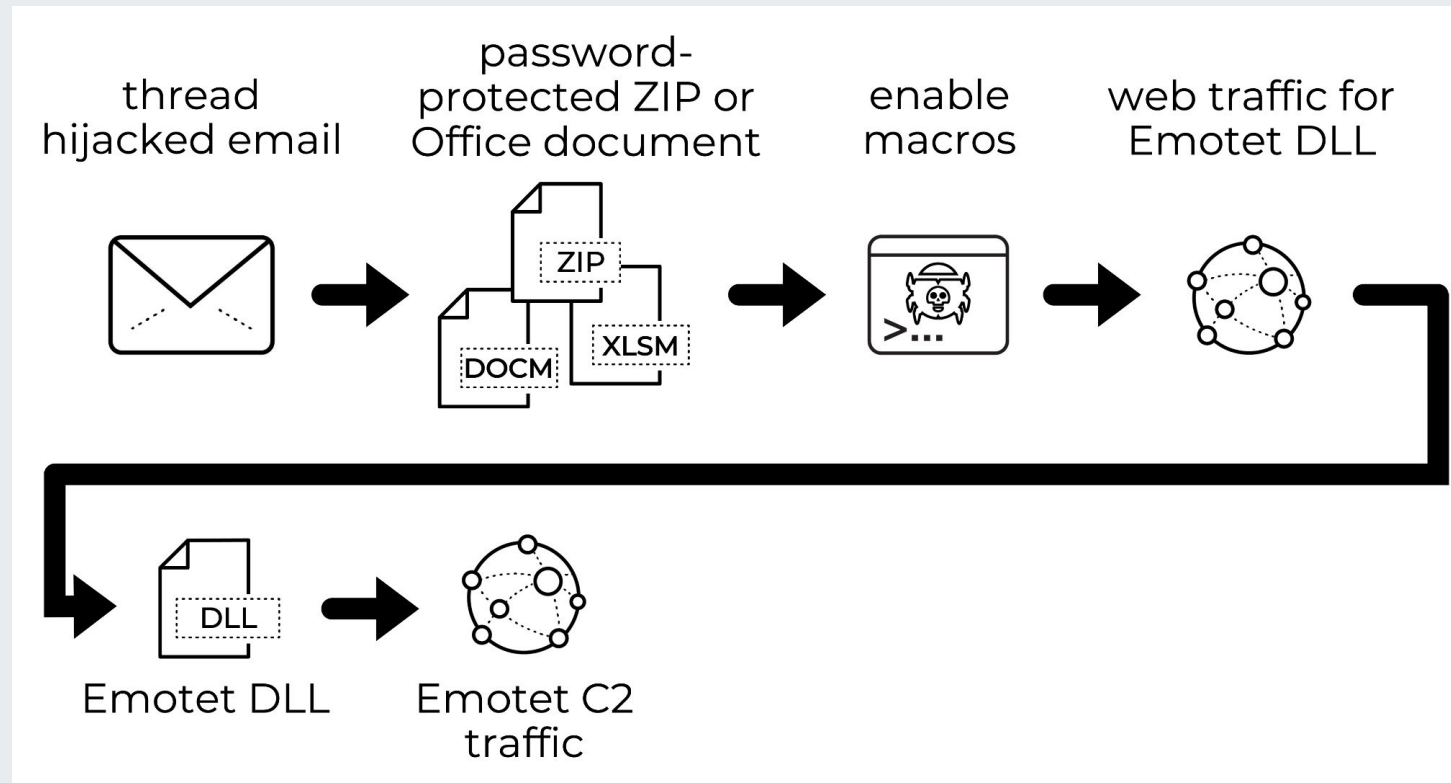 thread
hijacked email
password-
protected ZIP or
Office document
enable
macros
web traffic for
Emotet DLL
ZIP
DOCM
XLSM
>...
DLL
Emotet DLL
Emotet C2
traffic